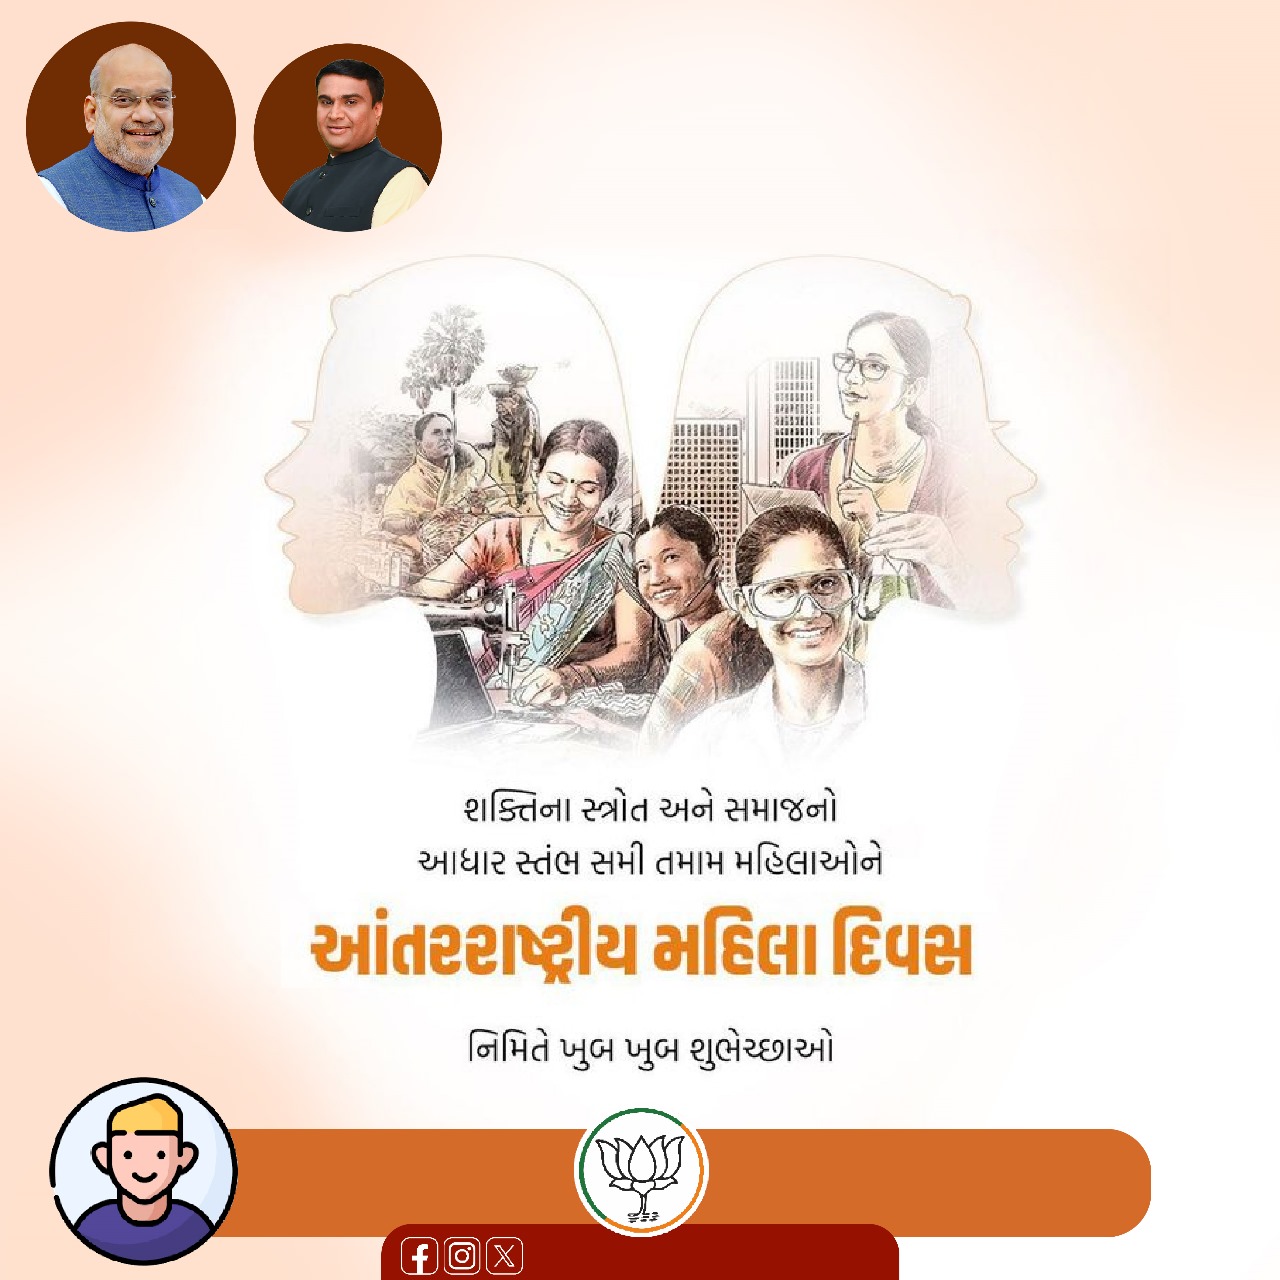 શક્તિના સ્ત્રોત અને સમાજનો
આધાર સ્તંભ સમી તમામ મહિલાઓને
આંતરરાષ્ટ્રીય મહિલા દિવસ
નિમિતે ખુબ ખુબ શુભેચ્છાઓ